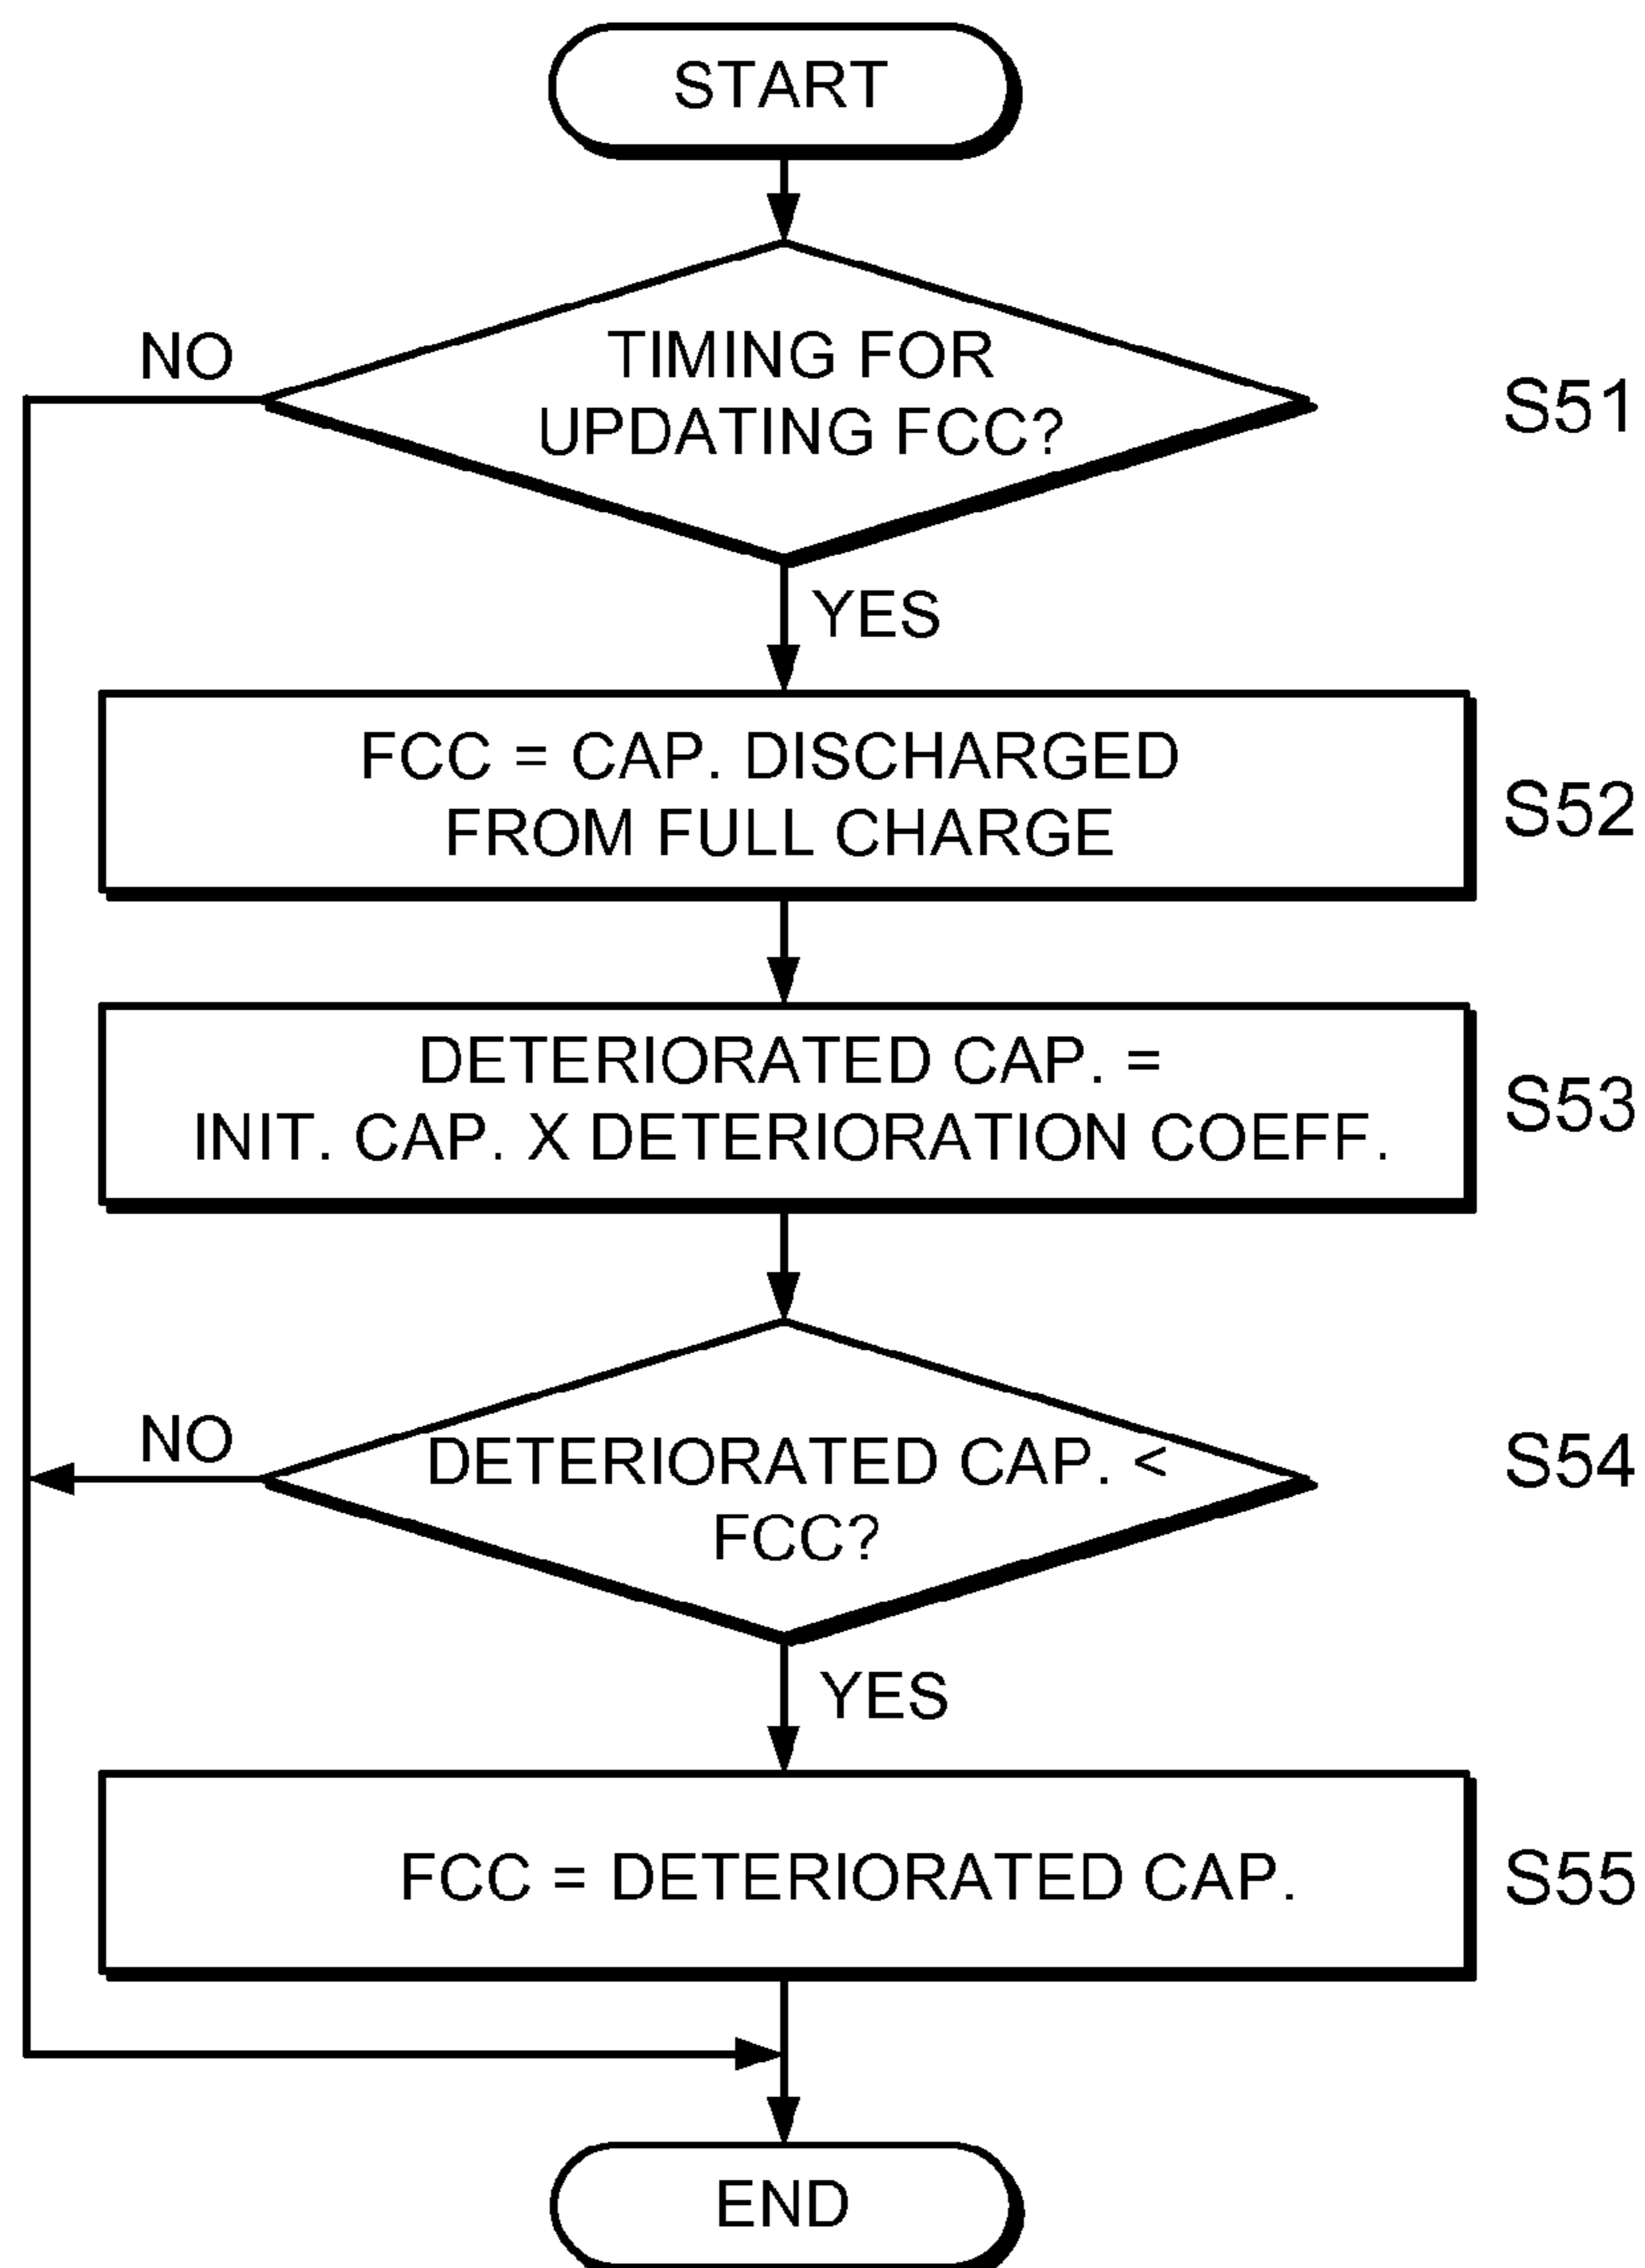 START
NO
TIMING FOR
UPDATING FCC?
S51
YES
FCC = CAP. DISCHARGED
FROM FULL CHARGE
S52
DETERIORATED CAP. =
INIT. CAP. X DETERIORATION COEFF.
S53
NO
DETERIORATED CAP. <
FCC?
S54
YES
FCC = DETERIORATED CAP.
S55
END